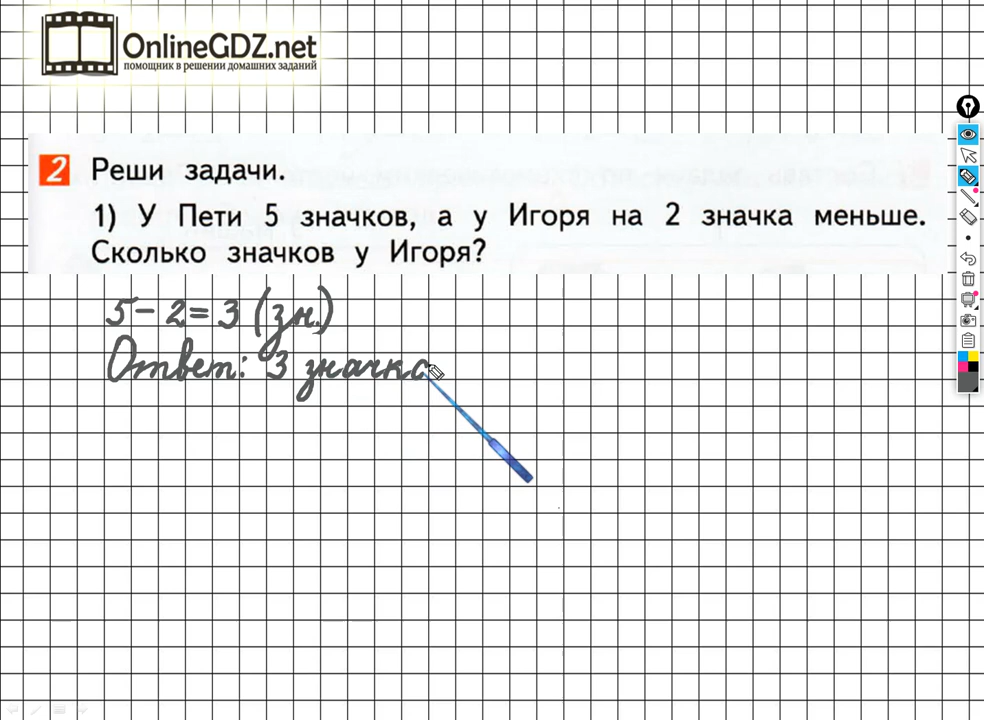 OnlineGDZ.net
помощник в решении домашних заданий
2 Реши задачи.
1) У Пети 5 значков, а у Игоря на 2 значка меньше.
Сколько значков у Игоря?
5-2=3 (зн.)
Ответ: 3 значка